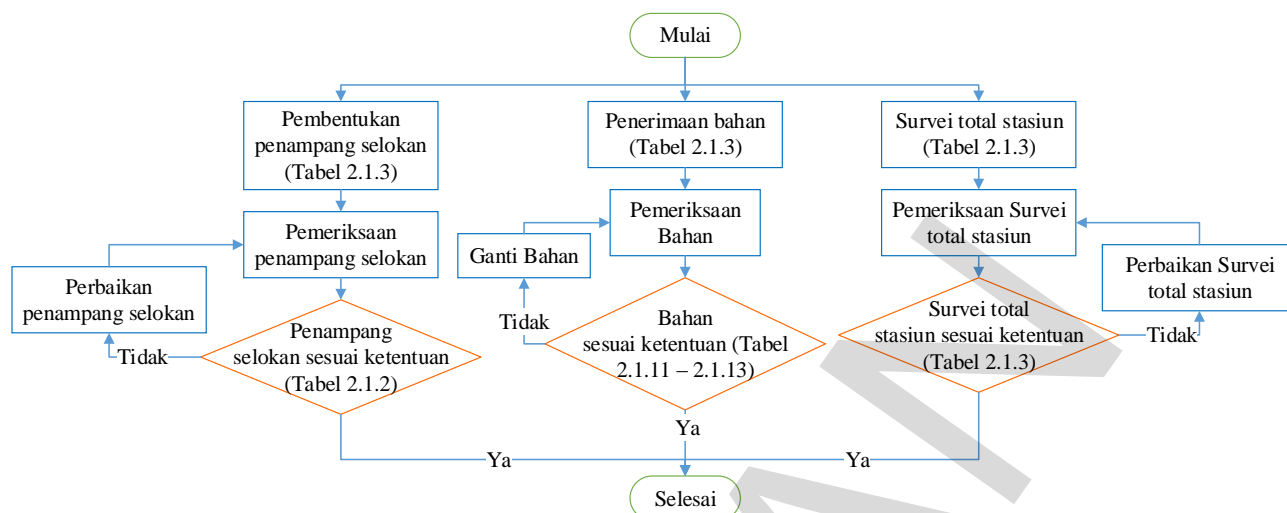 Mulai
Pembentukan
penampang selokan
(Tabel 2.1.3)
Penerimaan bahan
(Tabel 2.1.3)
Survei total stasiun
(Tabel 2.1.3)
Pemeriksaan
penampang selokan
Pemeriksaan
Bahan
Pemeriksaan Survei
total stasiun
Perbaikan
penampang selokan
Ganti Bahan
Perbaikan Survei
total stasiun
Penampang
selokan sesuai ketentuan
(Tabel 2.1.2)
Tidak
Bahan
sesuai ketentuan (Tabel
2.1.11 – 2.1.13)
Tidak
Survei total
stasiun sesuai ketentuan
(Tabel 2.1.3)
Tidak
Ya
Ya
Ya
Selesai